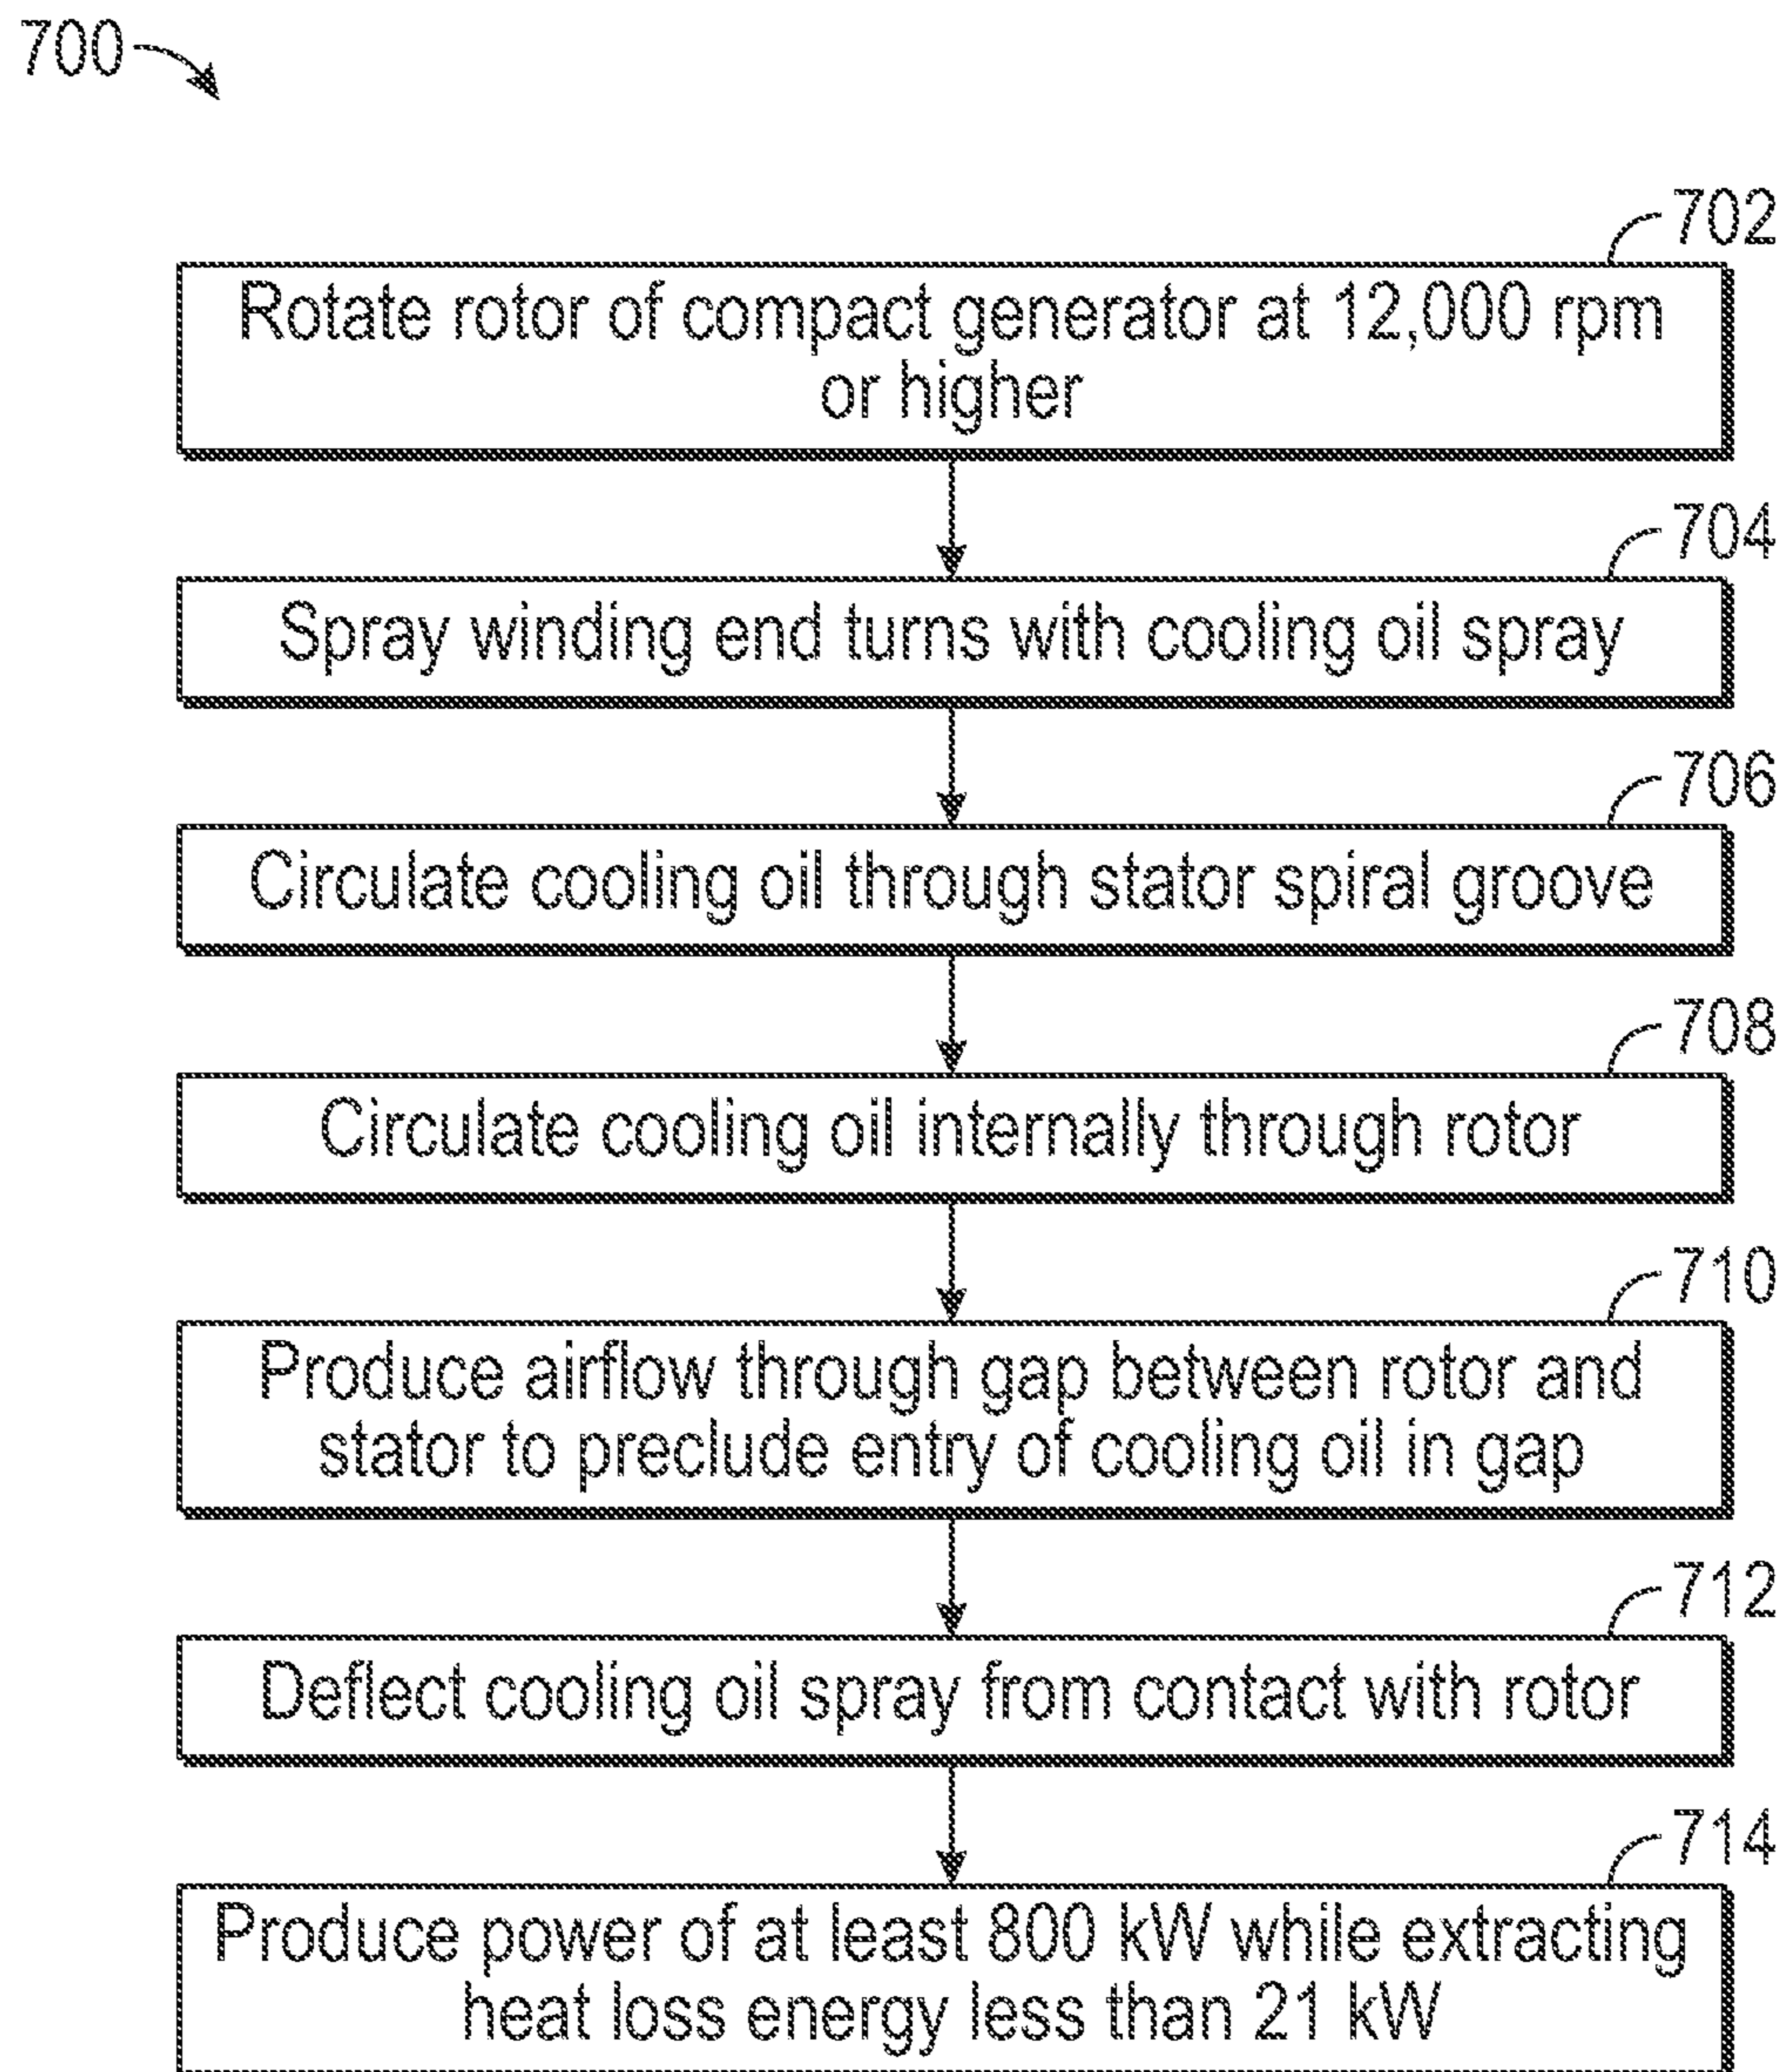 700
702
Rotate rotor of compact generator at 12,000 rpm
or higher
704
Spray winding end turns with cooling oil spray
706
Circulate cooling oil through stator spiral groove
708
Circulate cooling oil internally through rotor
710
Produce airflow through gap between rotor and
stator to preclude entry of cooling oil in gap
712
Deflect cooling oil spray from contact with rotor
714
Produce power of at least 800 kW while extracting
heat loss energy less than 21 kW